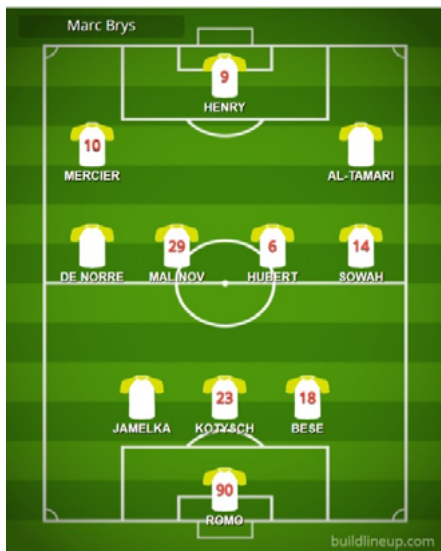 Marc Brys
9
HENRY
10
MERCIER
AL-TAMARI
DE NORRE
29
MALINOV
6
HUBERT
14
SOWAH
JAMELKA
23
KOTYSCH
18
BESE
90
ROMO
buildlineup.com